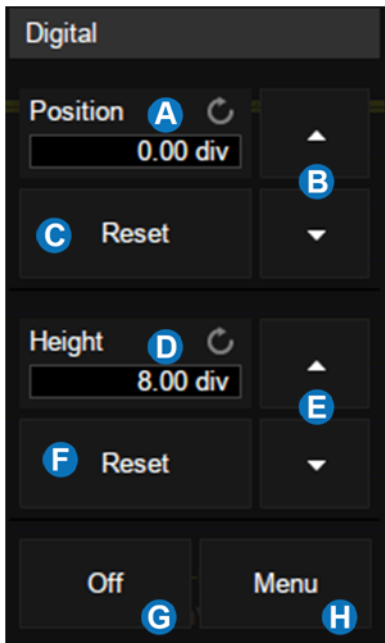 Digital
Position A
0.00 div
B
C Reset
Height D
8.00 div
E
F Reset
Off Menu
G H